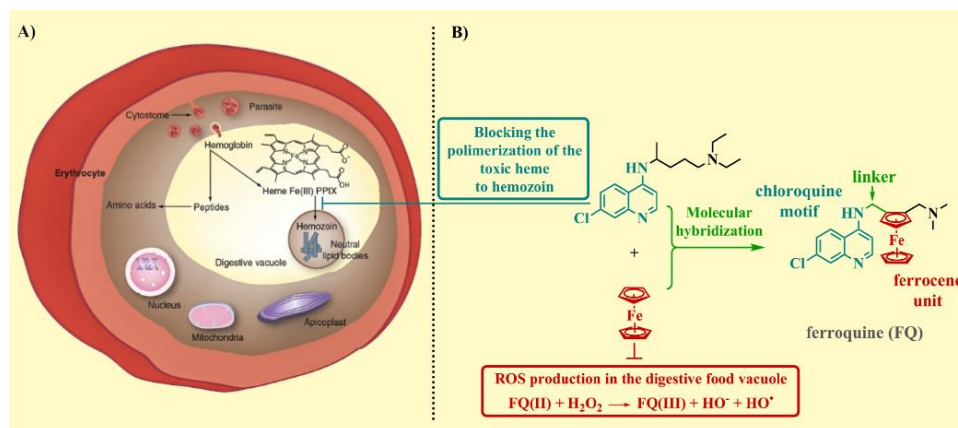 A)
Cytostome
Parasite
Hemoglobin
Erythrocyte
Heme Fe(III) PPIX
Amino acids
Peptides
Hemozoin
Neutral
lipid bodies
Digestive vacuole
Nucleus
Mitochondria
Apicoplast
O
O⁻
O
OH
B)
Blocking the
polimerization of the
toxic heme
to hemozoin
HN
N
Cl
N
+
Fe
Molecular
hybridization
linker
chloroquine
motif
HN
N
Fe
Cl
N
ferrocene
unit
ferroquine (FQ)
ROS production in the digestive food vacuole
FQ(II) + H₂O₂ → FQ(III) + HO⁻ + HO•